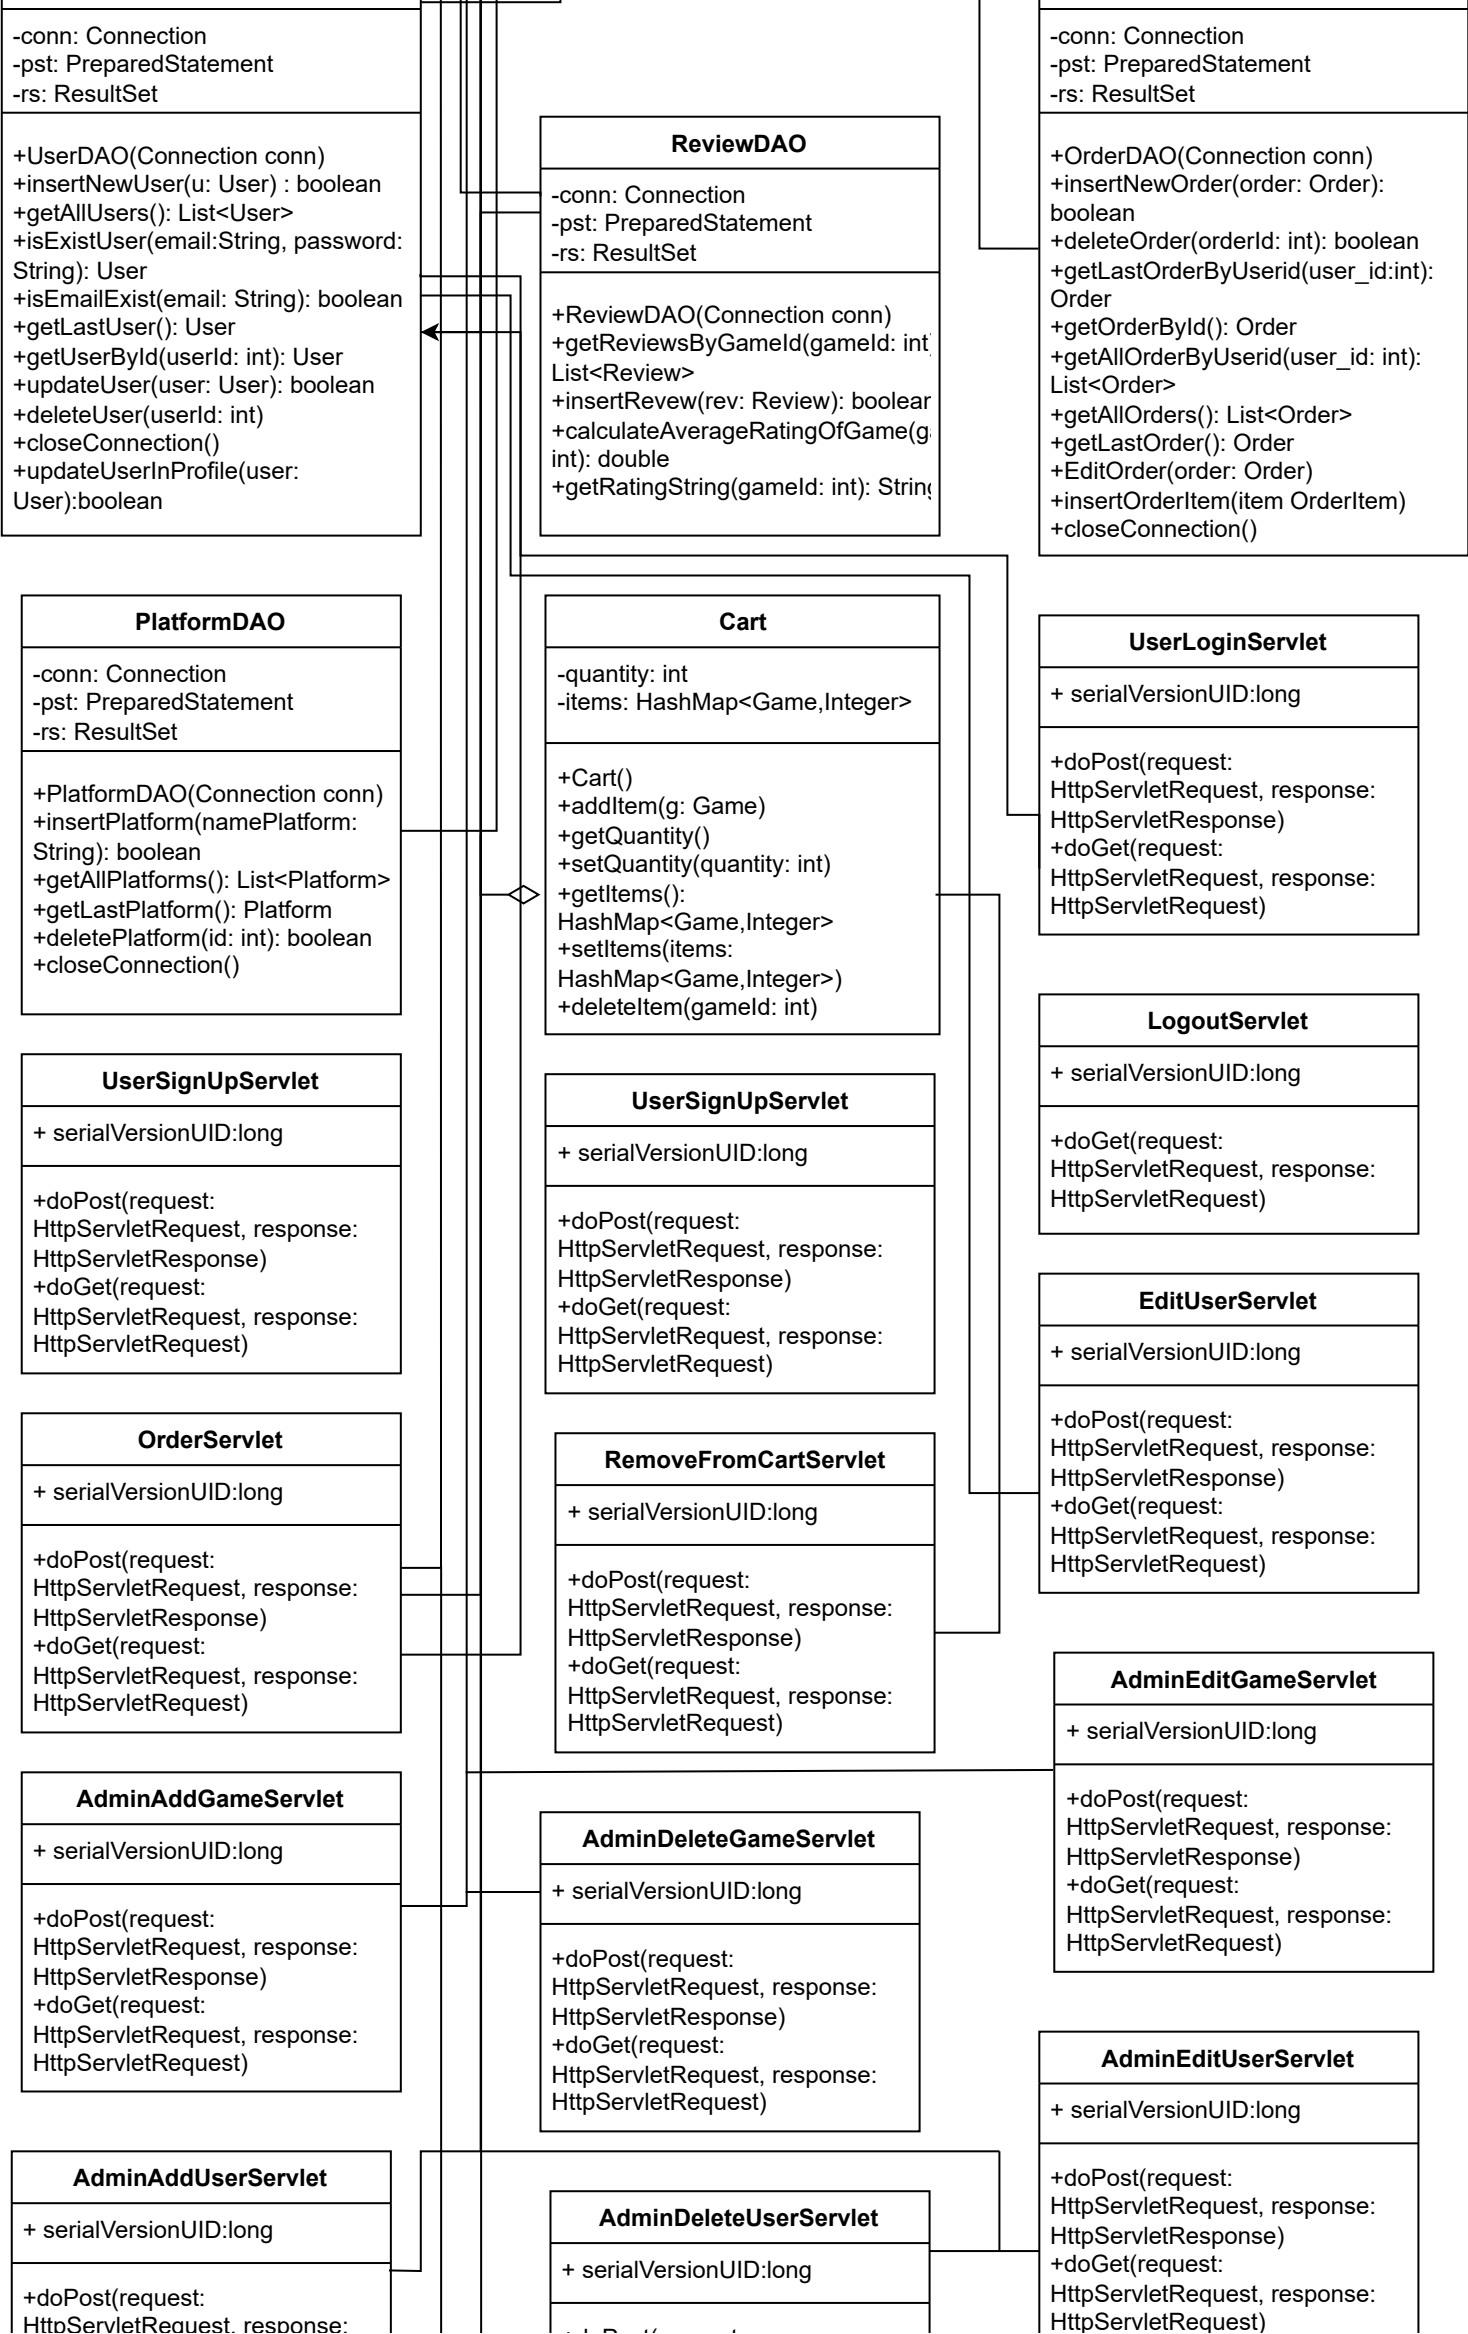 -conn: Connection
-pst: PreparedStatement
-rs: ResultSet
+UserDAO(Connection conn)
+insertNewUser(u: User) : boolean
+getAllUsers(): List<User>
+isExistUser(email:String, password:
String): User
+isEmailExist(email: String): boolean
+getLastUser(): User
+getUserById(userId: int): User
+updateUser(user: User): boolean
+deleteUser(userId: int)
+closeConnection()
+updateUserInProfile(user:
User):boolean
ReviewDAO
-conn: Connection
-pst: PreparedStatement
-rs: ResultSet
+ReviewDAO(Connection conn)
+getReviewsByGameId(gameId: int)
List<Review>
+insertRevew(rev: Review): boolean
+calculateAverageRatingOfGame(ga
int): double
+getRatingString(gameId: int): String
-conn: Connection
-pst: PreparedStatement
-rs: ResultSet
+OrderDAO(Connection conn)
+insertNewOrder(order: Order):
boolean
+deleteOrder(orderId: int): boolean
+getLastOrderByUserid(user_id:int):
Order
+getOrderById(): Order
+getAllOrderByUserid(user_id: int):
List<Order>
+getAllOrders(): List<Order>
+getLastOrder(): Order
+EditOrder(order: Order)
+insertOrderItem(item OrderItem)
+closeConnection()
PlatformDAO
-conn: Connection
-pst: PreparedStatement
-rs: ResultSet
+PlatformDAO(Connection conn)
+insertPlatform(namePlatform:
String): boolean
+getAllPlatforms(): List<Platform>
+getLastPlatform(): Platform
+deletePlatform(id: int): boolean
+closeConnection()
Cart
-quantity: int
-items: HashMap<Game,Integer>
+Cart()
+addItem(g: Game)
+getQuantity()
+setQuantity(quantity: int)
+getItems():
HashMap<Game,Integer>
+setItems(items:
HashMap<Game,Integer>)
+deleteItem(gameId: int)
UserLoginServlet
+ serialVersionUID:long
+doPost(request:
HttpServletRequest, response:
HttpServletResponse)
+doGet(request:
HttpServletRequest, response:
HttpServletRequest)
LogoutServlet
+ serialVersionUID:long
+doGet(request:
HttpServletRequest, response:
HttpServletRequest)
UserSignUpServlet
+ serialVersionUID:long
+doPost(request:
HttpServletRequest, response:
HttpServletResponse)
+doGet(request:
HttpServletRequest, response:
HttpServletRequest)
UserSignUpServlet
+ serialVersionUID:long
+doPost(request:
HttpServletRequest, response:
HttpServletResponse)
+doGet(request:
HttpServletRequest, response:
HttpServletRequest)
EditUserServlet
+ serialVersionUID:long
+doPost(request:
HttpServletRequest, response:
HttpServletResponse)
+doGet(request:
HttpServletRequest, response:
HttpServletRequest)
OrderServlet
+ serialVersionUID:long
+doPost(request:
HttpServletRequest, response:
HttpServletResponse)
+doGet(request:
HttpServletRequest, response:
HttpServletRequest)
RemoveFromCartServlet
+ serialVersionUID:long
+doPost(request:
HttpServletRequest, response:
HttpServletResponse)
+doGet(request:
HttpServletRequest, response:
HttpServletRequest)
AdminEditGameServlet
+ serialVersionUID:long
+doPost(request:
HttpServletRequest, response:
HttpServletResponse)
+doGet(request:
HttpServletRequest, response:
HttpServletRequest)
AdminAddGameServlet
+ serialVersionUID:long
+doPost(request:
HttpServletRequest, response:
HttpServletResponse)
+doGet(request:
HttpServletRequest, response:
HttpServletRequest)
AdminDeleteGameServlet
+ serialVersionUID:long
+doPost(request:
HttpServletRequest, response:
HttpServletResponse)
+doGet(request:
HttpServletRequest, response:
HttpServletRequest)
AdminEditUserServlet
+ serialVersionUID:long
+doPost(request:
HttpServletRequest, response:
HttpServletResponse)
+doGet(request:
HttpServletRequest, response:
HttpServletRequest)
AdminAddUserServlet
+ serialVersionUID:long
+doPost(request:
HttpServletRequest, response:
AdminDeleteUserServlet
+ serialVersionUID:long